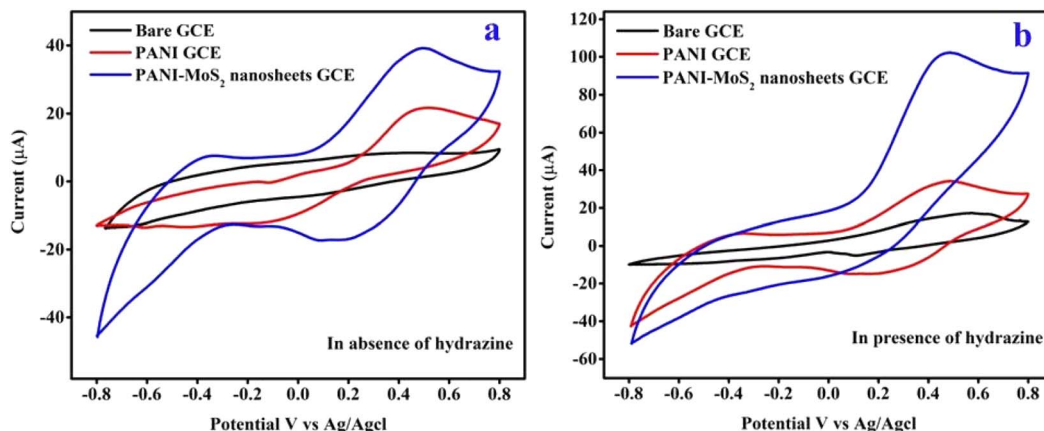 a
Bare GCE
PANI GCE
PANI-MoS2 nanosheets GCE
40
20
0
-20
-40
Current (μA)
In absence of hydrazine
-0.8 -0.6 -0.4 -0.2 0.0 0.2 0.4 0.6 0.8
Potential V vs Ag/Agcl
b
Bare GCE
PANI GCE
PANI-MoS2 nanosheets GCE
120
100
80
60
40
20
0
-20
-40
-60
Current (μA)
In presence of hydrazine
-0.8 -0.6 -0.4 -0.2 0.0 0.2 0.4 0.6 0.8
Potential V vs Ag/Agcl